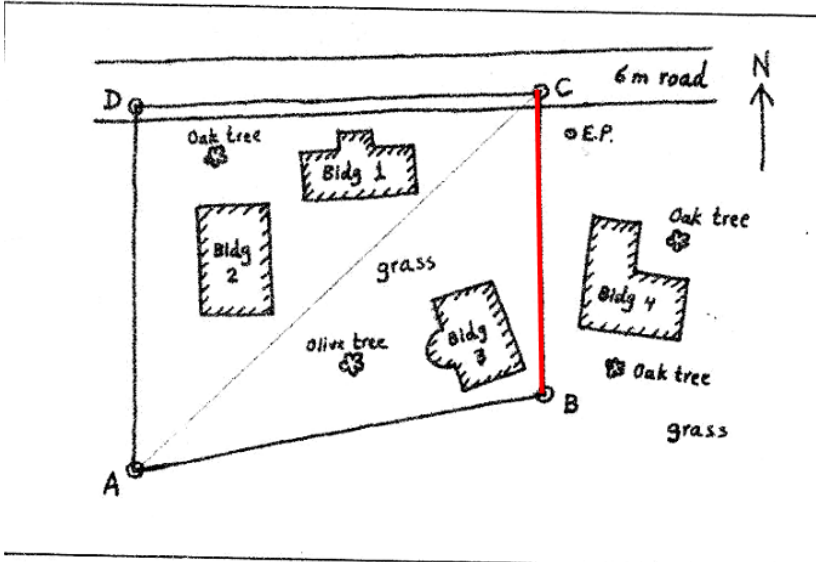 6m road
N
D
C
E.P.
Oak tree
Bldg 1
Oak tree
Bldg
2
grass
Bldg 4
Olive tree
Bldg
3
Oak tree
B
grass
A